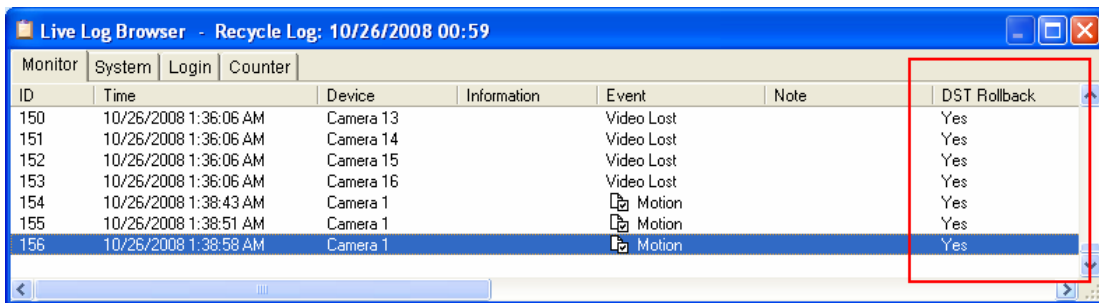 Live Log Browser - Recycle Log: 10/26/2008 00:59
Monitor System Login Counter
ID Time Device Information Event Note DST Rollback
150 10/26/2008 1:36:06 AM Camera 13 Video Lost Yes
151 10/26/2008 1:36:06 AM Camera 14 Video Lost Yes
152 10/26/2008 1:36:06 AM Camera 15 Video Lost Yes
153 10/26/2008 1:36:06 AM Camera 16 Video Lost Yes
154 10/26/2008 1:38:43 AM Camera 1 Motion Yes
155 10/26/2008 1:38:51 AM Camera 1 Motion Yes
156 10/26/2008 1:38:58 AM Camera 1 Motion Yes